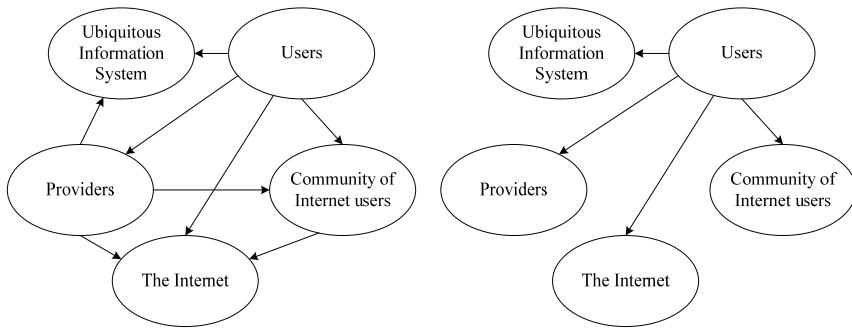 Ubiquitous
Information
System
Users
Providers
Community of
Internet users
The Internet
Ubiquitous
Information
System
Users
Providers
Community of
Internet users
The Internet